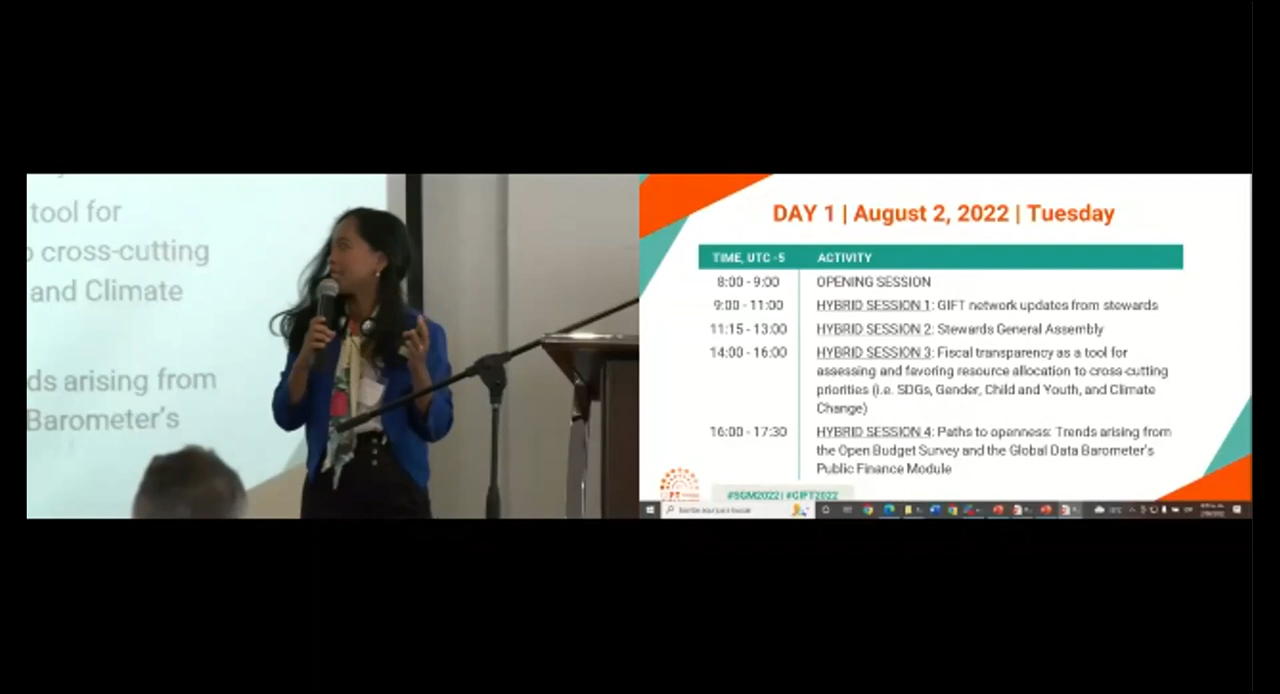 tool for
cross-cutting
and Climate
ds arising from
Barometer's
DAY 1 | August 2, 2022 | Tuesday
TIME, UTC -5 ACTIVITY
8:00 - 9:00 OPENING SESSION
9:00 - 11:00 HYBRID SESSION 1: GIFT network updates from stewards
11:15 - 13:00 HYBRID SESSION 2: Stewards General Assembly
14:00 - 16:00 HYBRID SESSION 3: Fiscal transparency as a tool for
assessing and favoring resource allocation to cross-cutting
priorities (i.e. SDGs, Gender, Child and Youth, and Climate
Change)
16:00 - 17:30 HYBRID SESSION 4: Paths to openness: Trends arising from
the Open Budget Survey and the Global Data Barometer's
Public Finance Module
#SGM2022| #GIFT2022